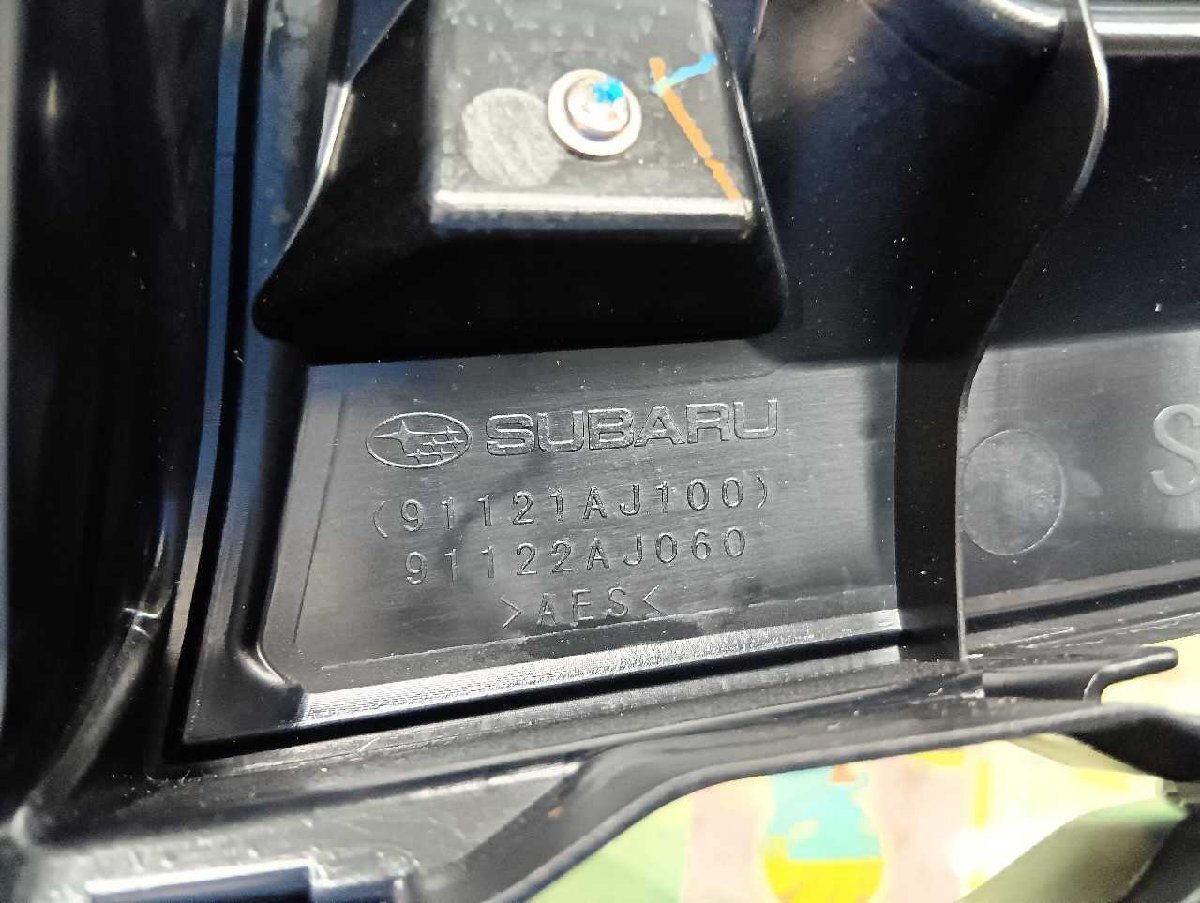 SUBARU
(91121AJ100)
91122AJ060
>AES<
S